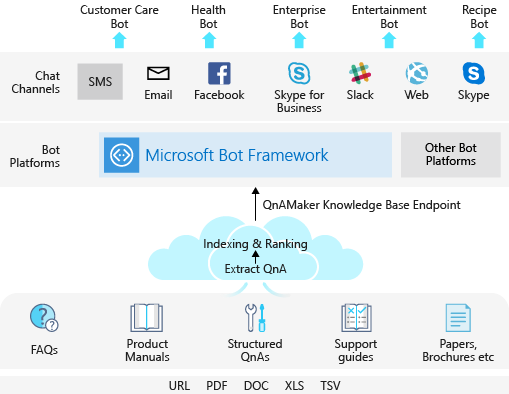 Customer Care Bot
Health Bot
Enterprise Bot
Entertainment Bot
Recipe Bot
Chat Channels
SMS
Email
Facebook
Skype for Business
Slack
Web
Skype
Bot Platforms
Microsoft Bot Framework
Other Bot Platforms
QnAMaker Knowledge Base Endpoint
Indexing & Ranking
Extract QnA
FAQs
Product Manuals
Structured QnAs
Support guides
Papers, Brochures etc
URL PDF DOC XLS TSV